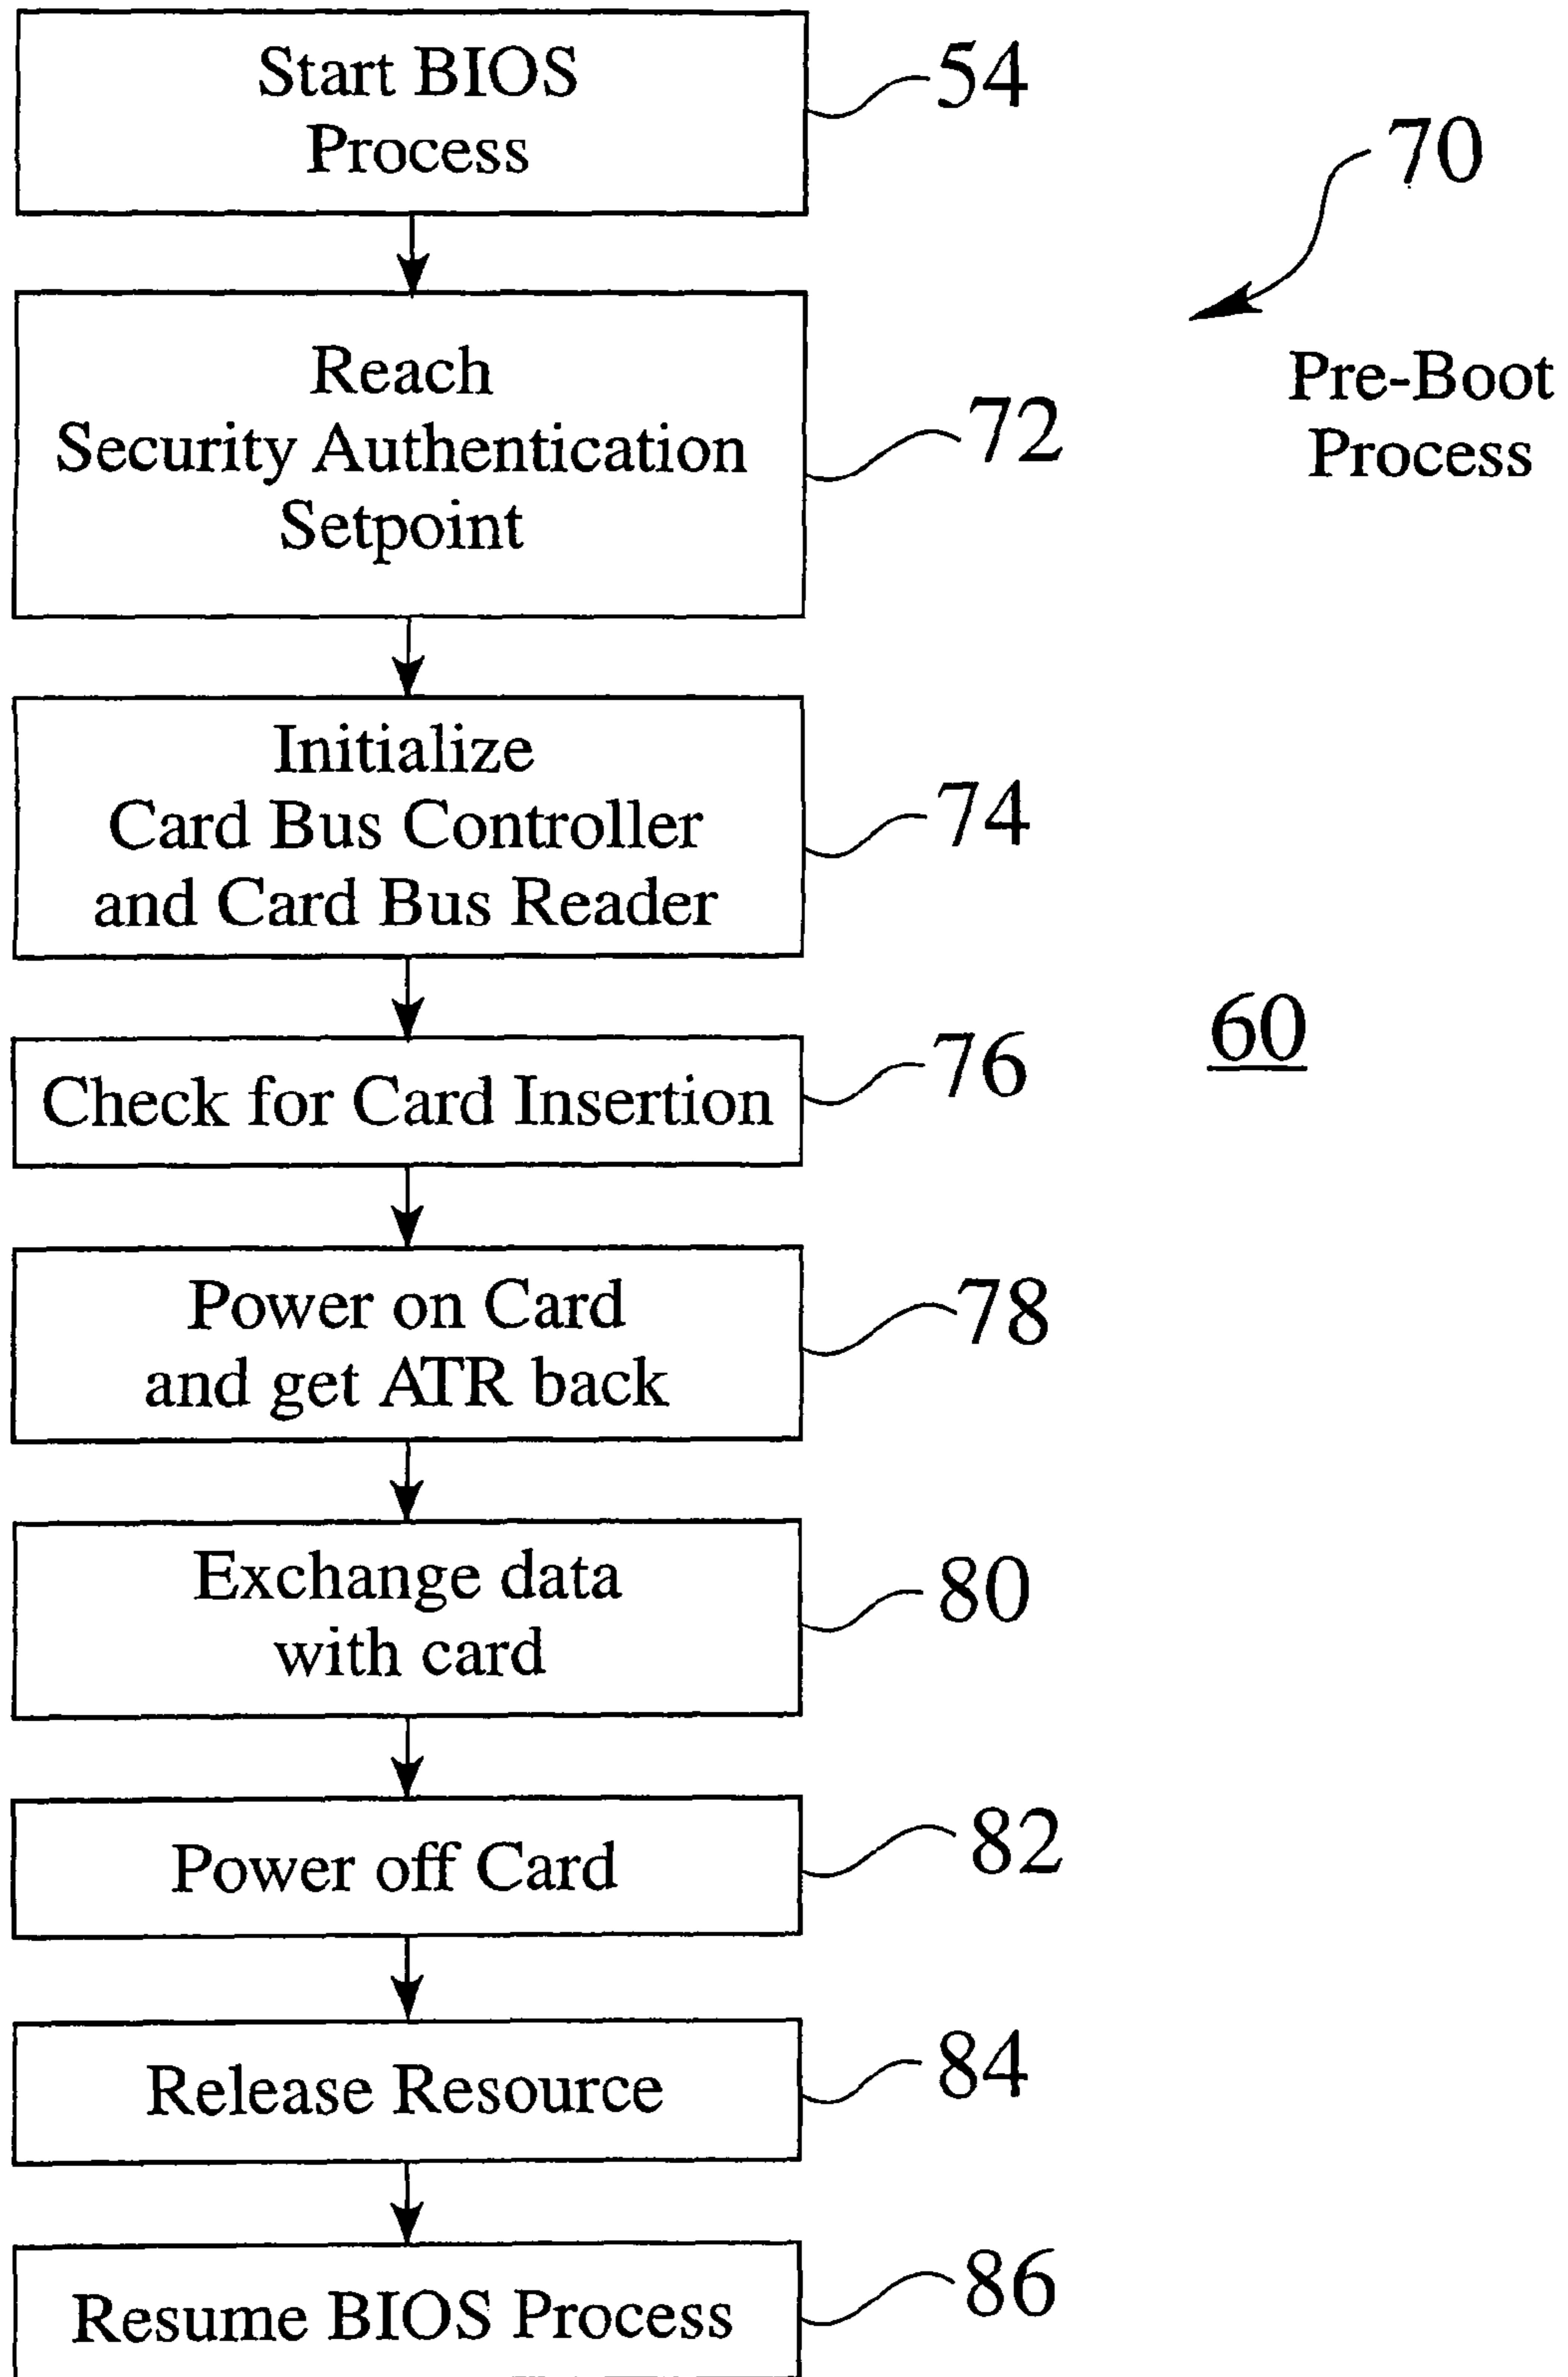 Start BIOS
Process
54
70
Pre-Boot
Process
Reach
Security Authentication
Setpoint
72
Initialize
Card Bus Controller
and Card Bus Reader
74
60
Check for Card Insertion
76
Power on Card
and get ATR back
78
Exchange data
with card
80
Power off Card
82
Release Resource
84
Resume BIOS Process
86